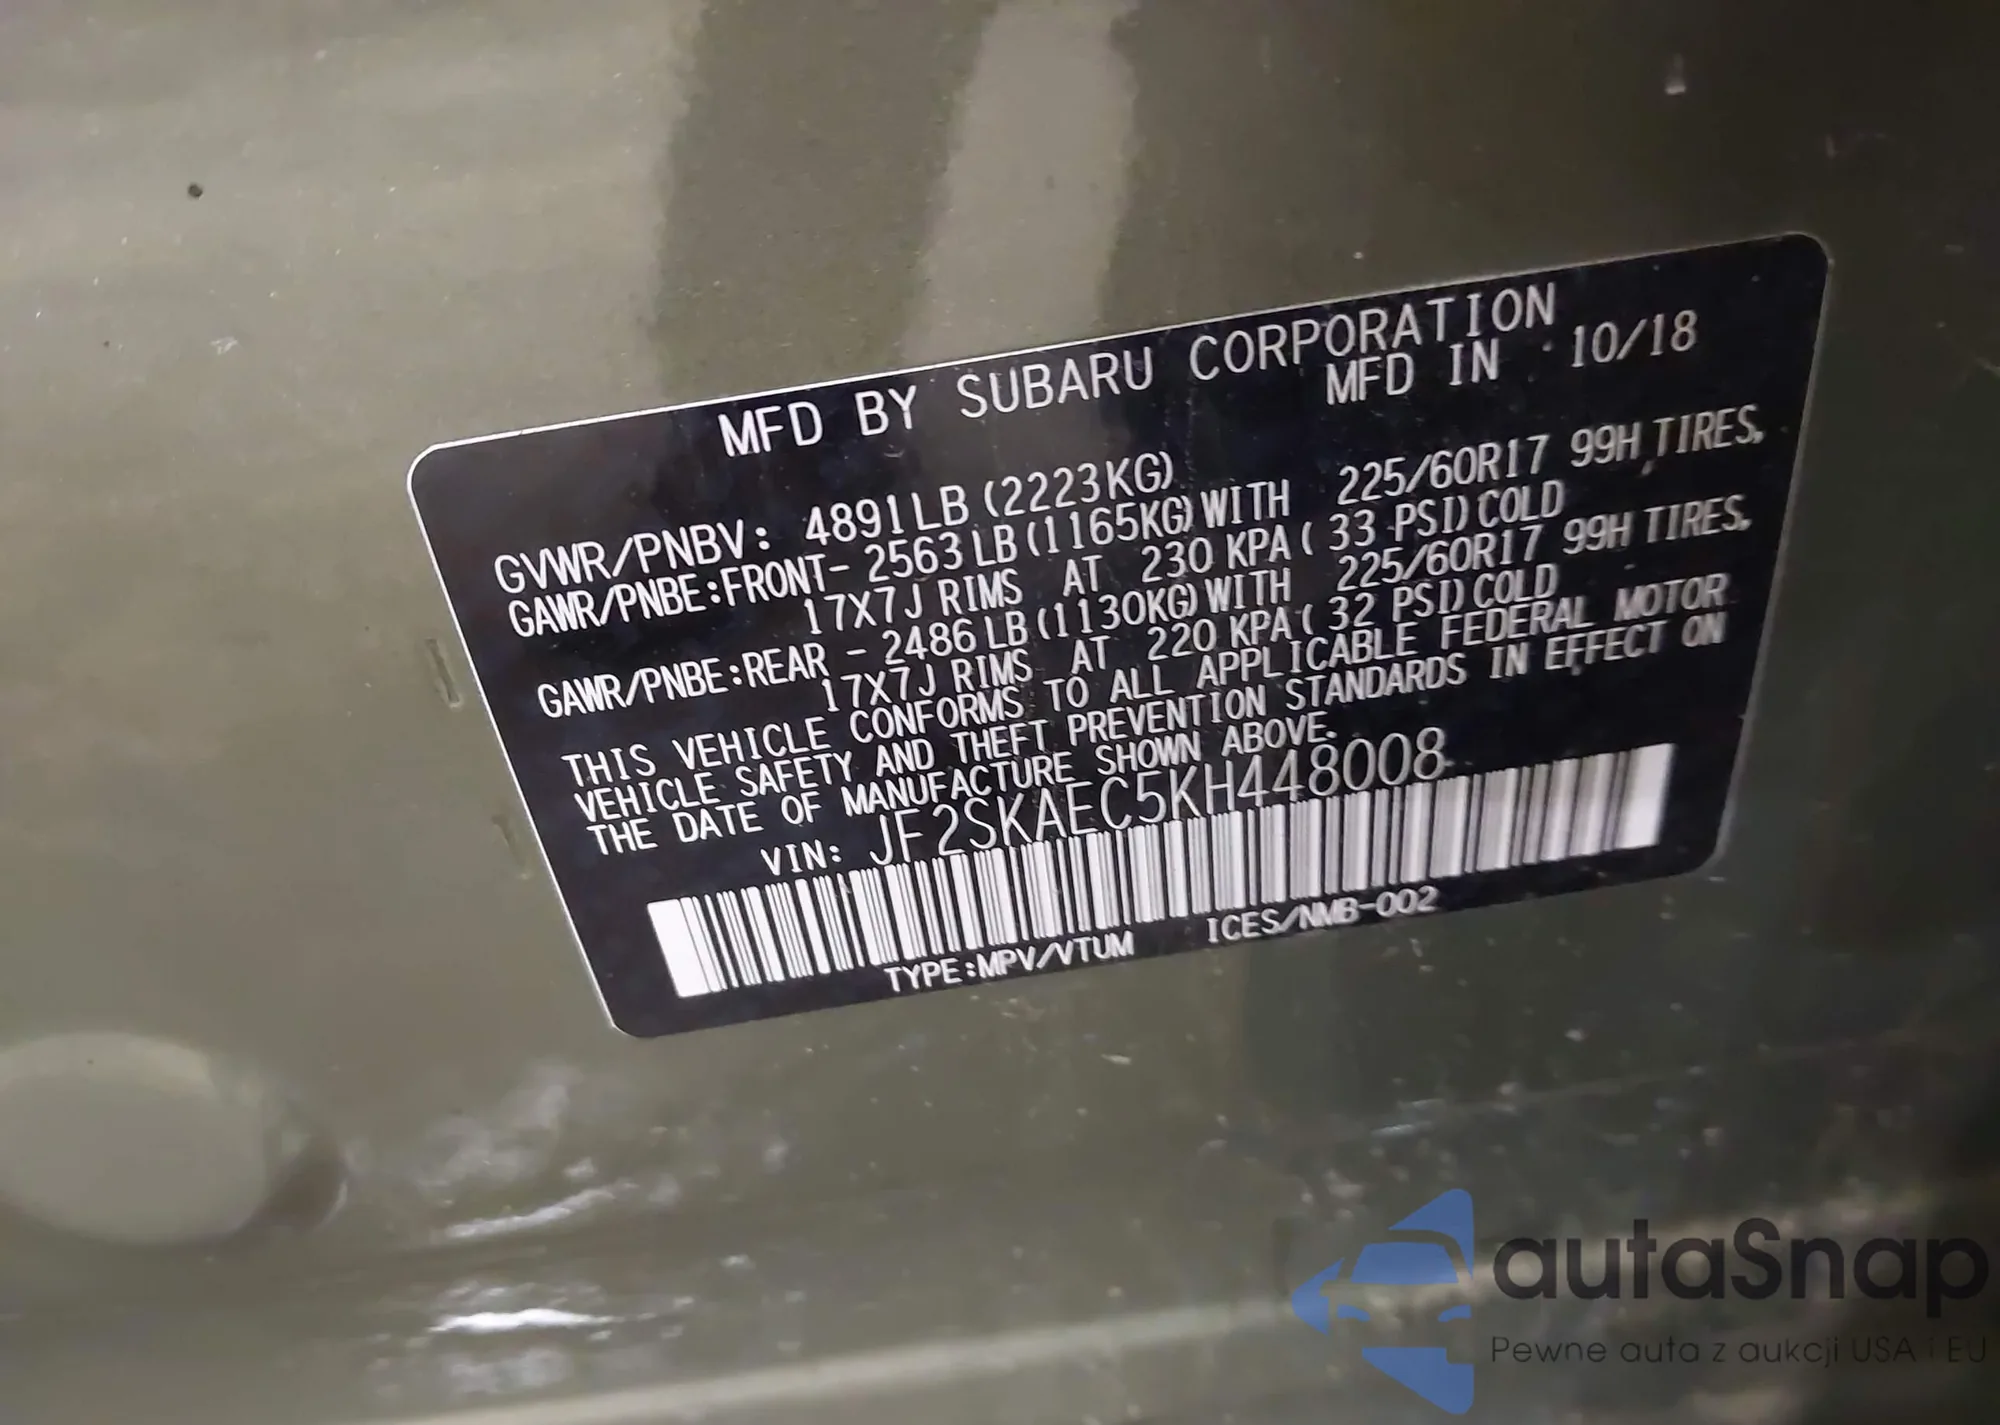 MFD BY SUBARU CORPORATION
MFD IN 10/18
GVWR/PNBV: 4891LB (2223KG)
GAWR/PNBE:FRONT- 2563 LB (1165KG) WITH 225/60R17 99H TIRES,
17X7J RIMS AT 230 KPA ( 33 PSI) COLD
GAWR/PNBE:REAR - 2486 LB (1130KG) WITH 225/60R17 99H TIRES,
17X7J RIMS AT 220 KPA ( 32 PSI) COLD
THIS VEHICLE CONFORMS TO ALL APPLICABLE FEDERAL MOTOR
VEHICLE SAFETY AND THEFT PREVENTION STANDARDS IN EFFECT ON
THE DATE OF MANUFACTURE SHOWN ABOVE.
VIN: JF2SKAEC5KH448008
TYPE:MPV/VTUM ICES/NMB-002
autaSnap
Pewne auta z aukcji USA i EU